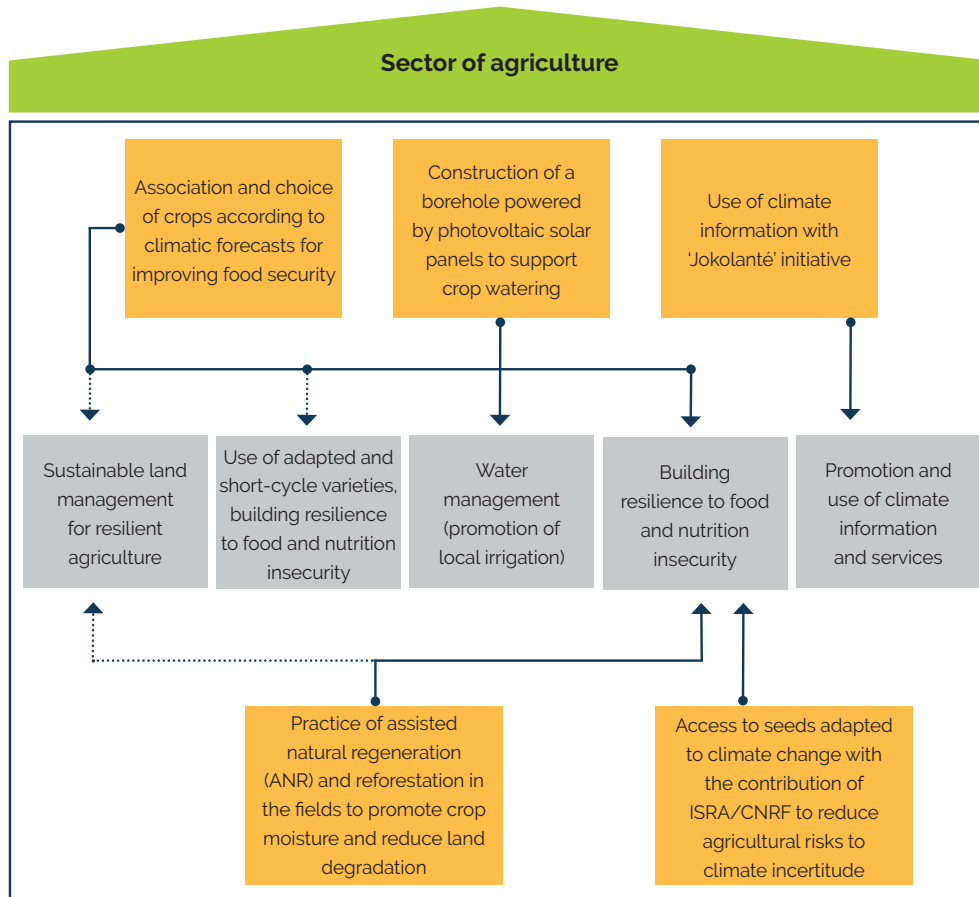 Sector of agriculture
Association and choice
of crops according to
climatic forecasts for
improving food security
Construction of a
borehole powered
by photovoltaic solar
panels to support
crop watering
Use of climate
information with
‘Jokolanté’ initiative
Sustainable land
management
for resilient
agriculture
Use of adapted and
short-cycle varieties,
building resilience
to food and nutrition
insecurity
Water
management
(promotion of
local irrigation)
Building
resilience to food
and nutrition
insecurity
Promotion and
use of climate
information
and services
Practice of assisted
natural regeneration
(ANR) and reforestation in
the fields to promote crop
moisture and reduce land
degradation
Access to seeds adapted
to climate change with
the contribution of
ISRA/CNRF to reduce
agricultural risks to
climate incertitude